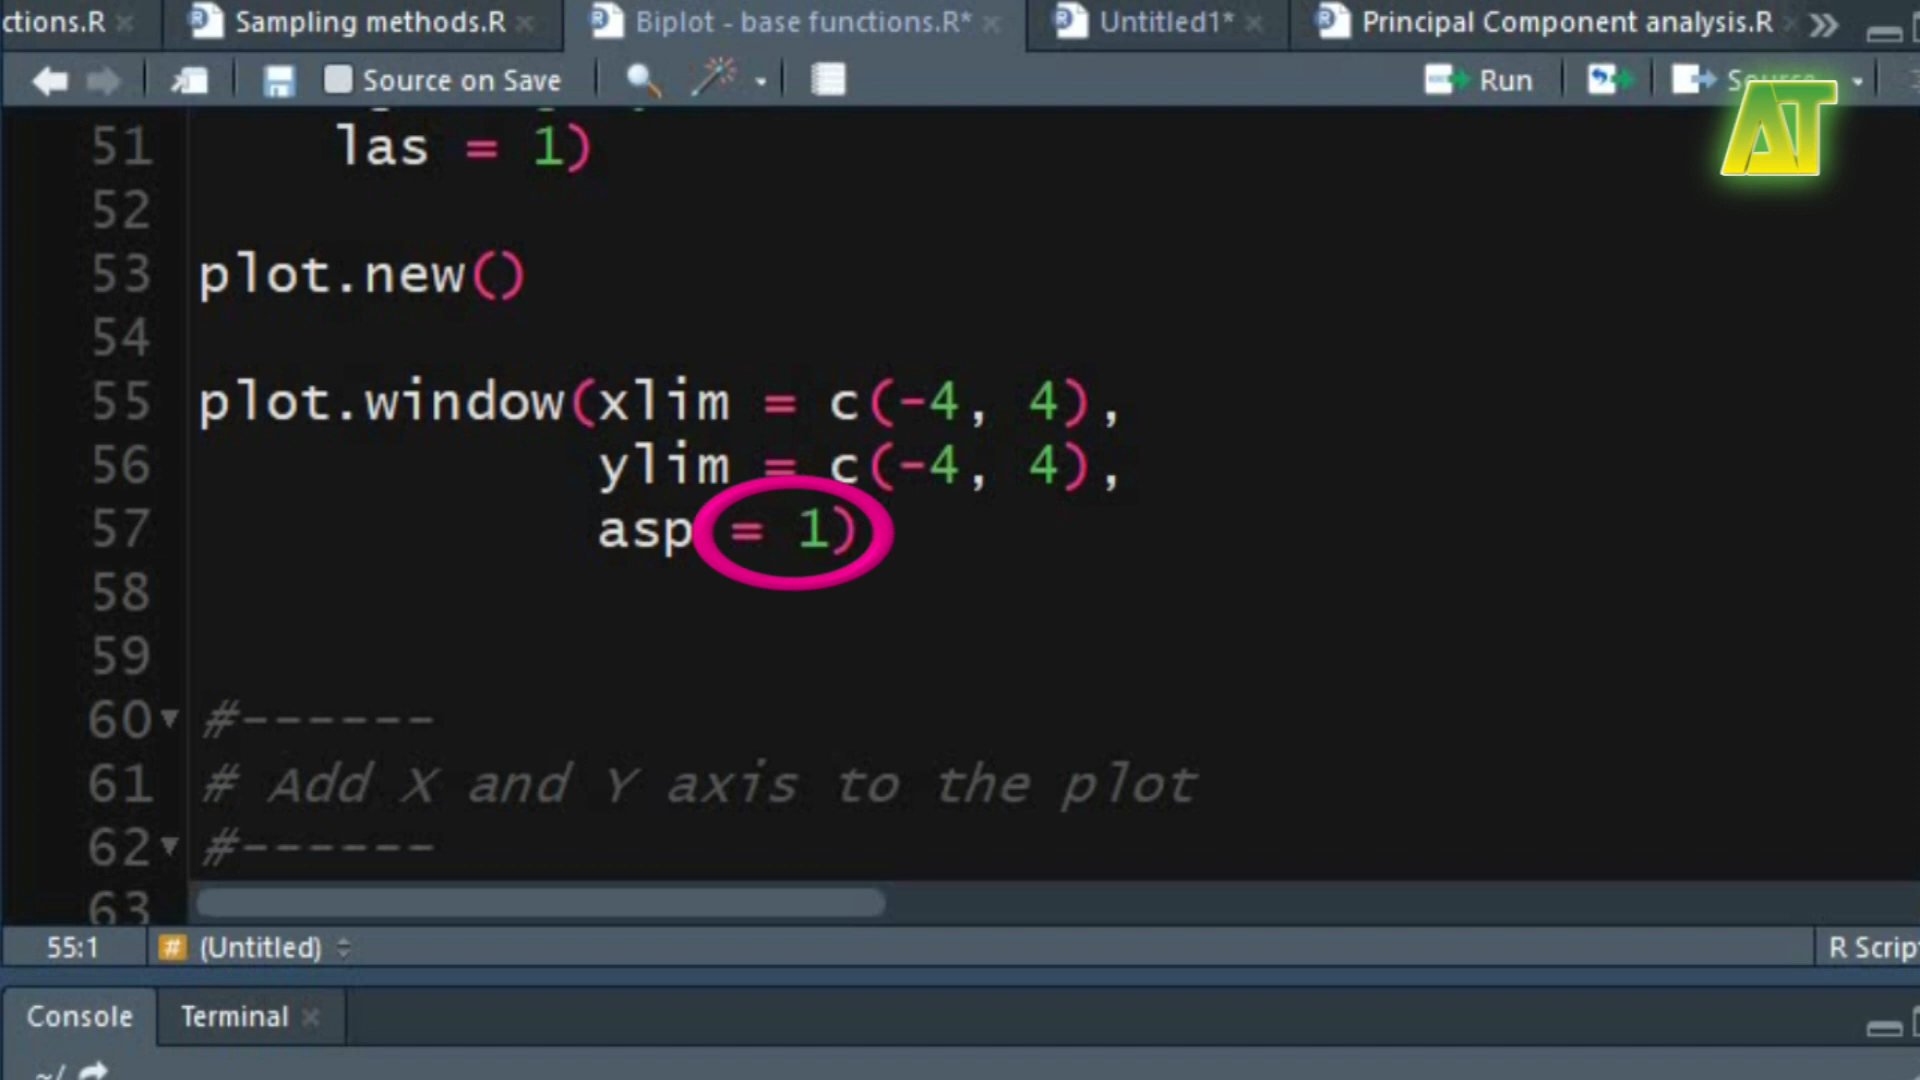 ctions.R
Sampling methods.R
Biplot - base functions.R*
Untitled1*
Principal Component analysis.R
Source on Save
Run
Source
AT
51 las = 1)
52
53 plot.new()
54
55 plot.window(xlim = c(-4, 4),
56 ylim = c(-4, 4),
57 asp = 1)
58
59
60 #------
61 # Add X and Y axis to the plot
62 #------
63
55:1
# (Untitled)
R Scrip
Console
Terminal
~/